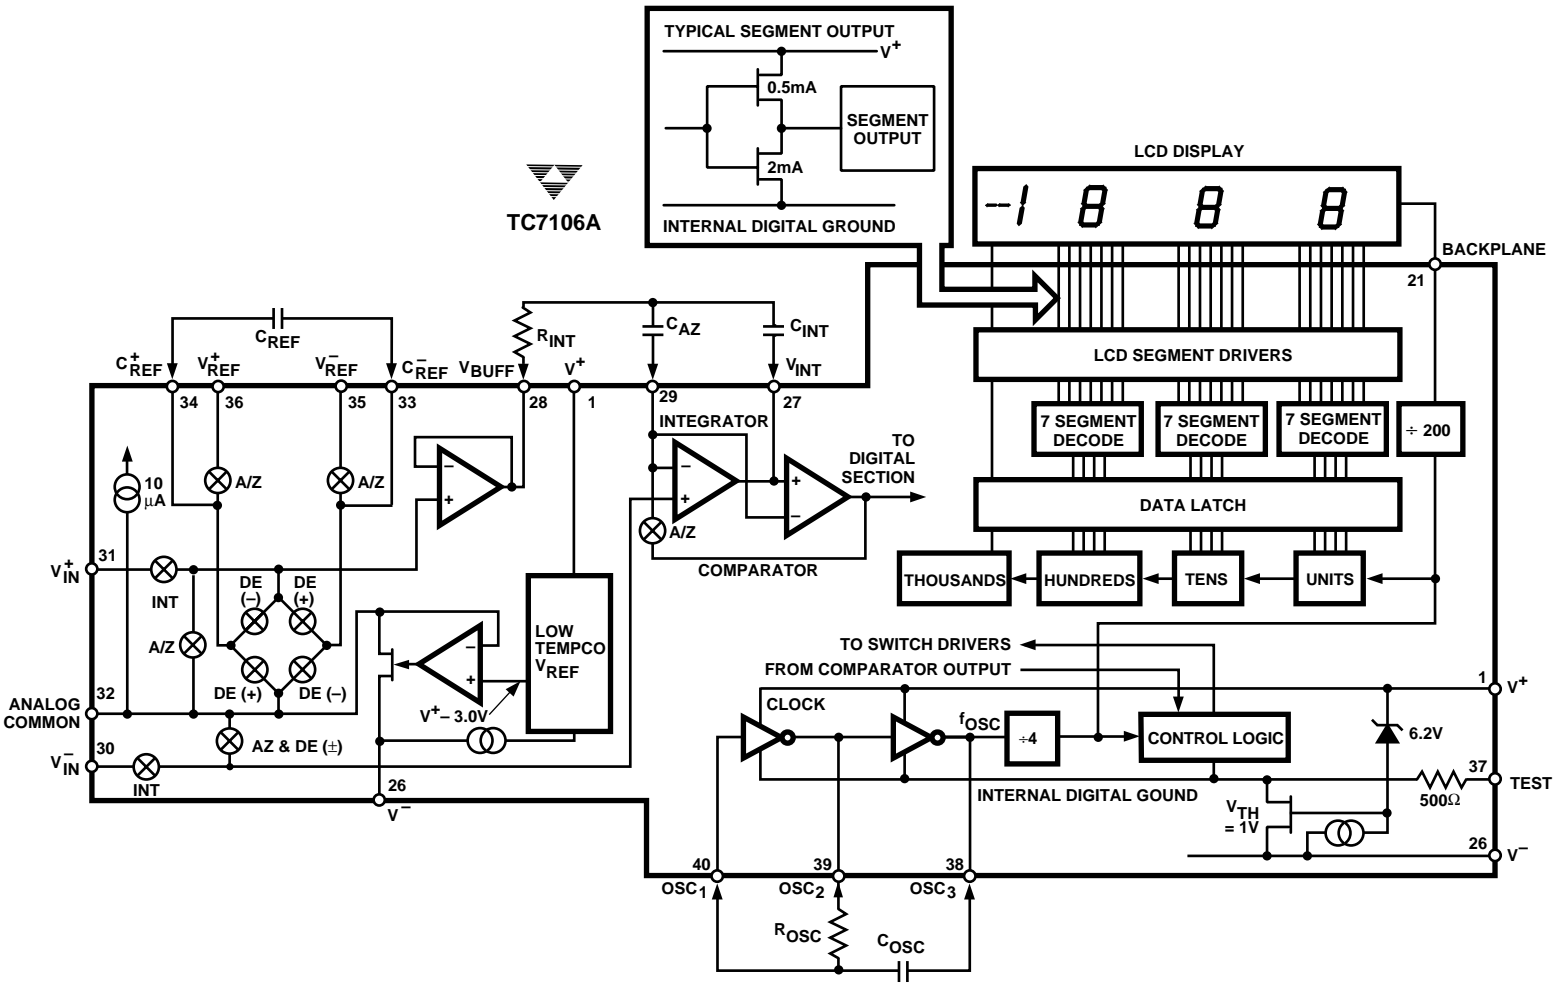 TYPICAL SEGMENT OUTPUT
V+
0.5mA
SEGMENT
OUTPUT
2mA
INTERNAL DIGITAL GROUND
TC7106A
LCD DISPLAY
-1 8 8 8
BACKPLANE
21
LCD SEGMENT DRIVERS
7 SEGMENT
DECODE
7 SEGMENT
DECODE
7 SEGMENT
DECODE
÷ 200
DATA LATCH
THOUSANDS
HUNDREDS
TENS
UNITS
CREF
RINT
CAZ
CINT
C+REF
V+REF
V–REF
C–REF
VBUFF
V+
VINT
34
36
35
33
28
1
29
27
INTEGRATOR
TO
DIGITAL
SECTION
10
µA
A/Z
A/Z
–
+
–
+
+
–
A/Z
COMPARATOR
31
V+IN
INT
DE
(–)
DE
(+)
A/Z
DE (+)
DE (–)
–
+
LOW
TEMPCO
VREF
V+ – 3.0V
32
ANALOG
COMMON
AZ & DE (±)
30
V–IN
INT
26
V–
TO SWITCH DRIVERS
FROM COMPARATOR OUTPUT
CLOCK
fOSC
÷4
CONTROL LOGIC
1
V+
6.2V
INTERNAL DIGITAL GOUND
37
TEST
500Ω
VTH
= 1V
26
V–
40
39
38
OSC1
OSC2
OSC3
ROSC
COSC